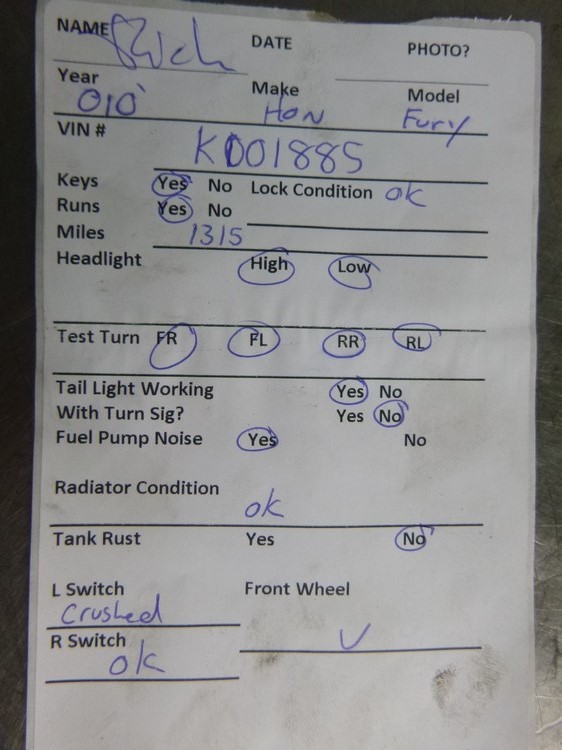 NAME DATE PHOTO?
Year Make Model
010' HON Fury
VIN # KD01885
Keys Yes No Lock Condition ok
Runs Yes No
Miles 1315
Headlight High Low
Test Turn FR FL RR RL
Tail Light Working Yes No
With Turn Sig? Yes No
Fuel Pump Noise Yes No
Radiator Condition
ok
Tank Rust Yes No
L Switch Front Wheel
Crushed
R Switch
ok